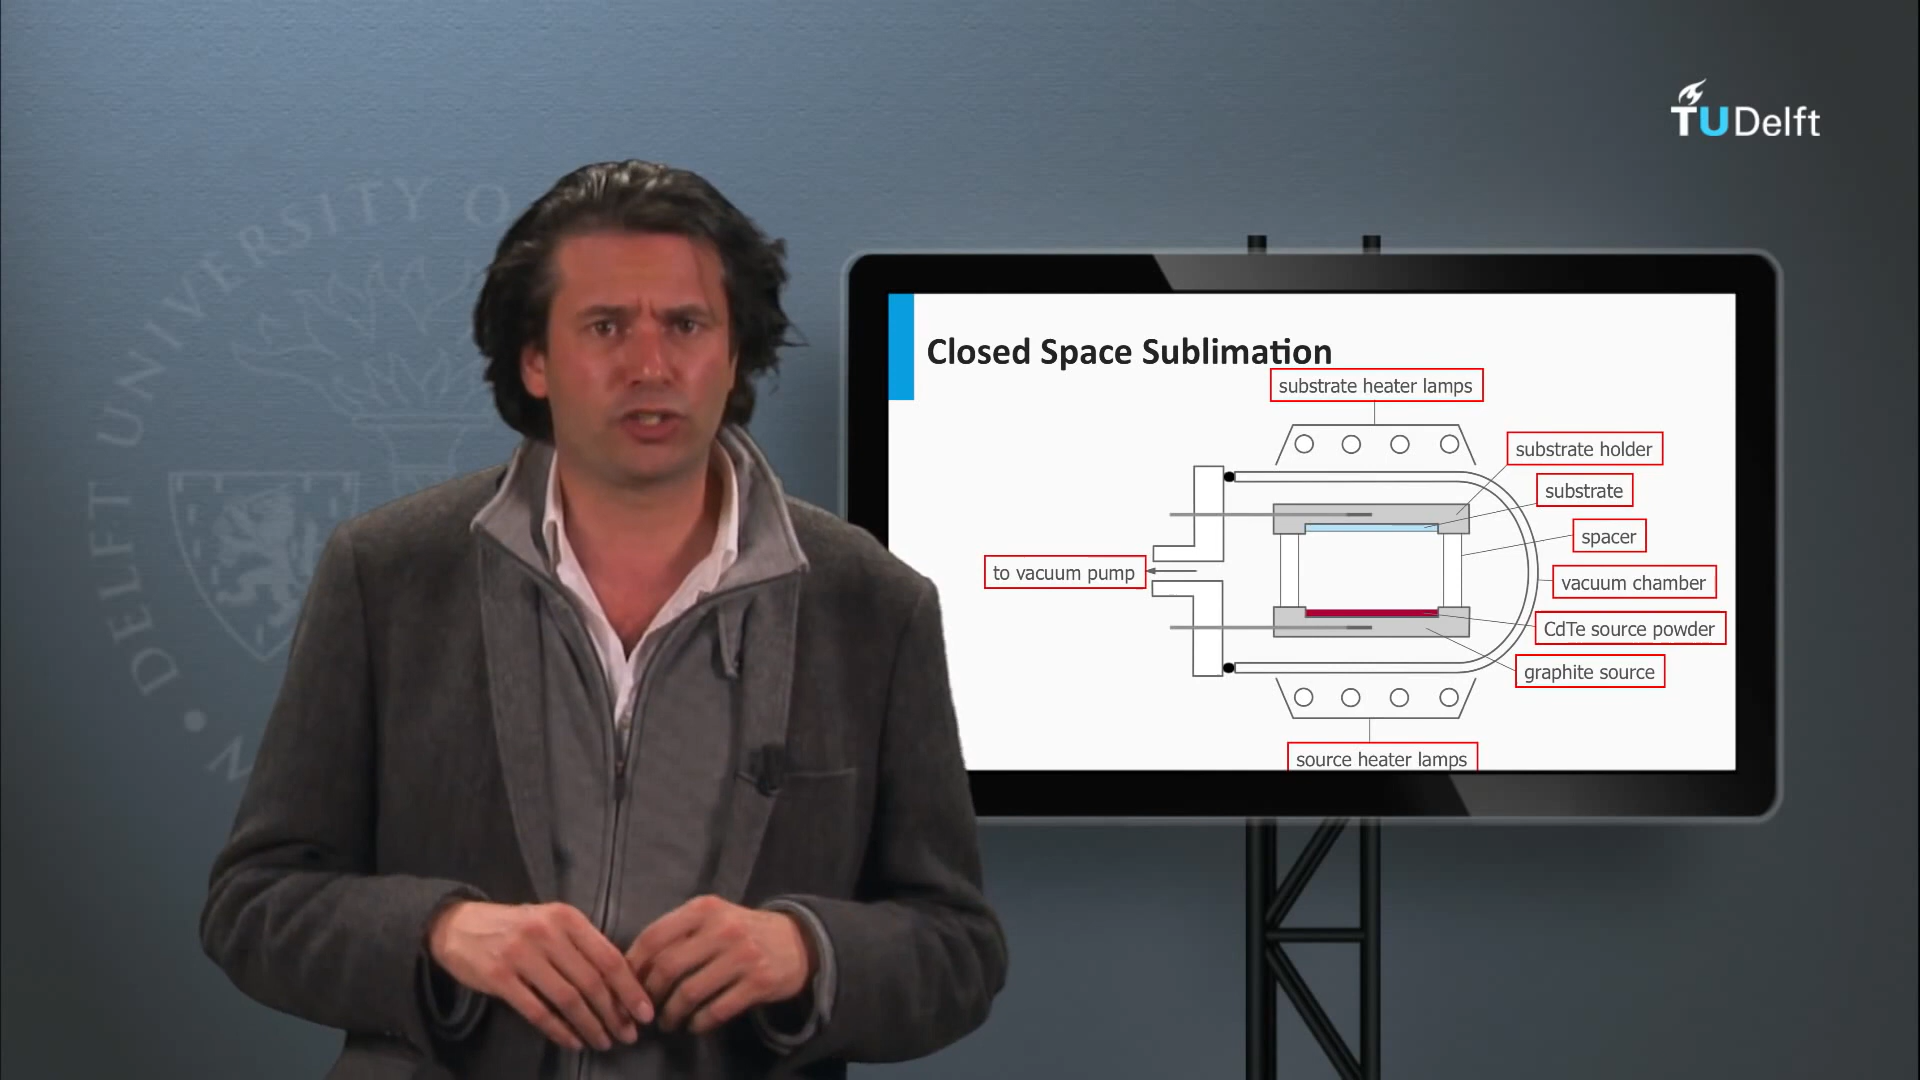 TU Delft
DELFT UNIVERSITY O
Closed Space Sublimation
substrate heater lamps
substrate holder
substrate
spacer
to vacuum pump
vacuum chamber
CdTe source powder
graphite source
source heater lamps